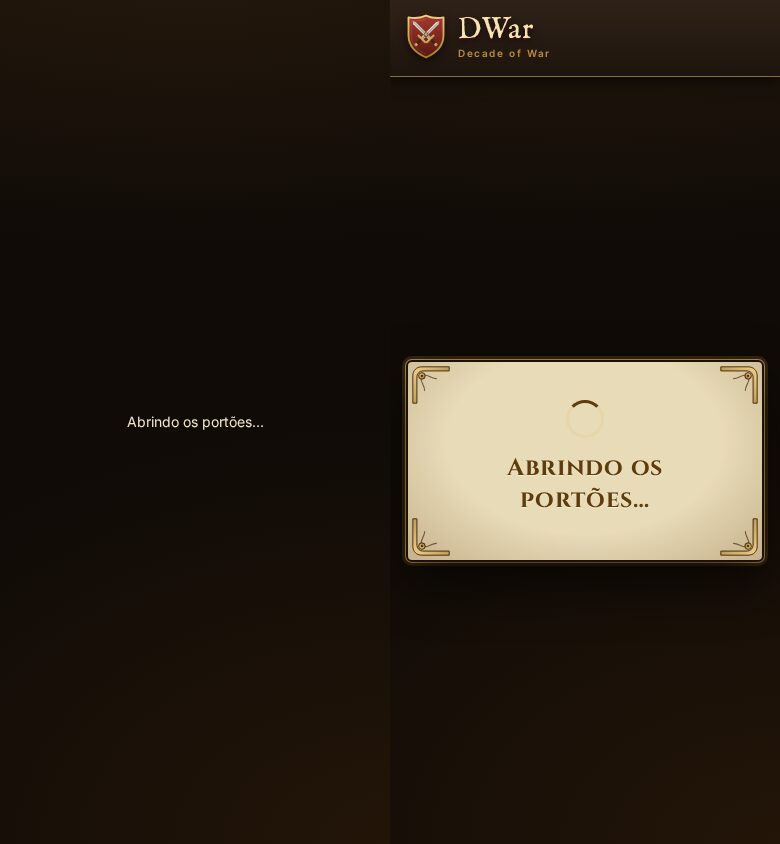 Abrindo os portões...
DWar
Decade of War
Abrindo os
portões...